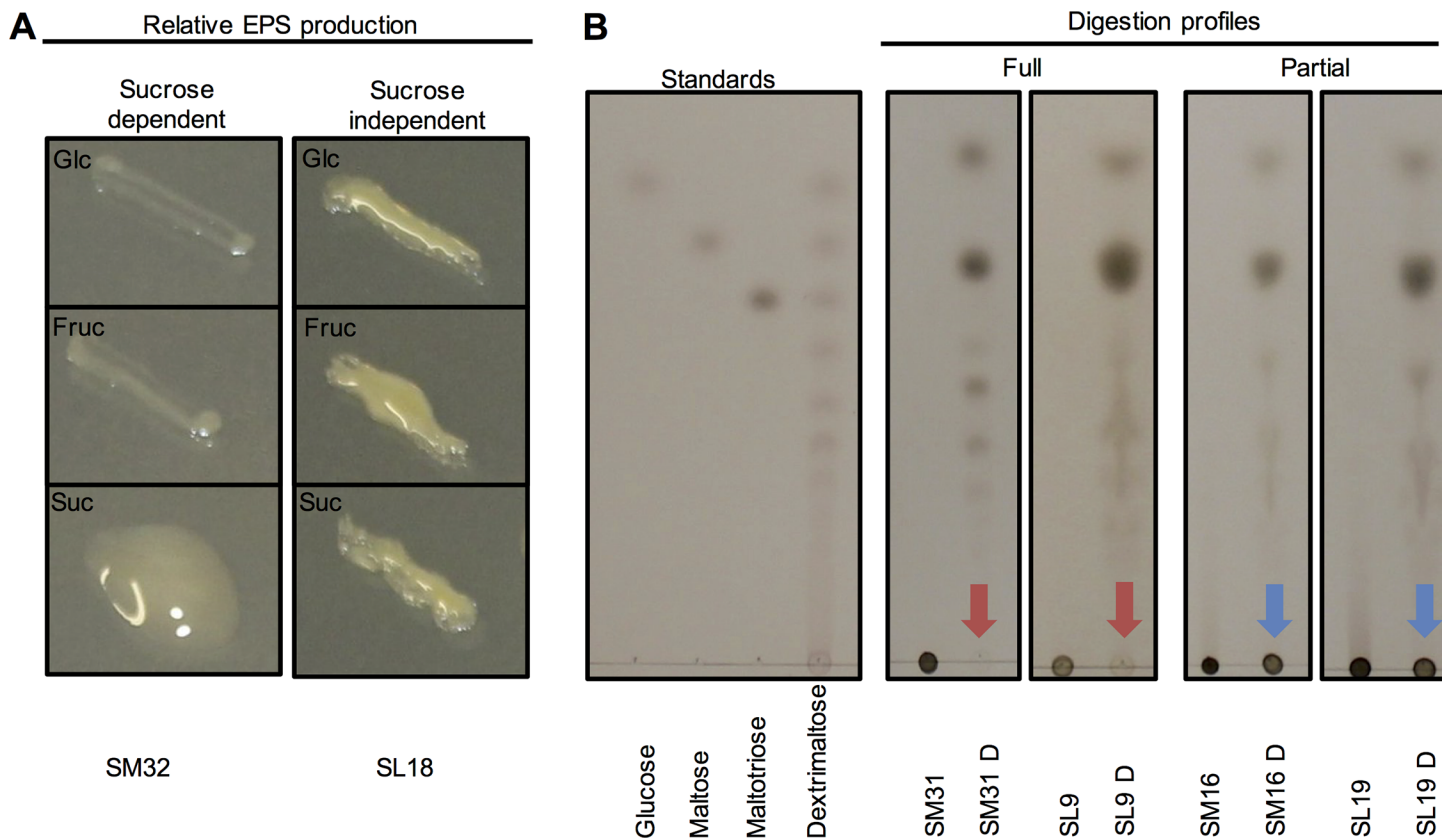 A
Relative EPS production
Sucrose
dependent
Sucrose
independent
Glc
Glc
Fruc
Fruc
Suc
Suc
SM32
SL18
B
Digestion profiles
Standards
Full
Partial
Glucose
Maltose
Maltotriose
Dextrimaltose
SM31
SM31 D
SL9
SL9 D
SM16
SM16 D
SL19
SL19 D